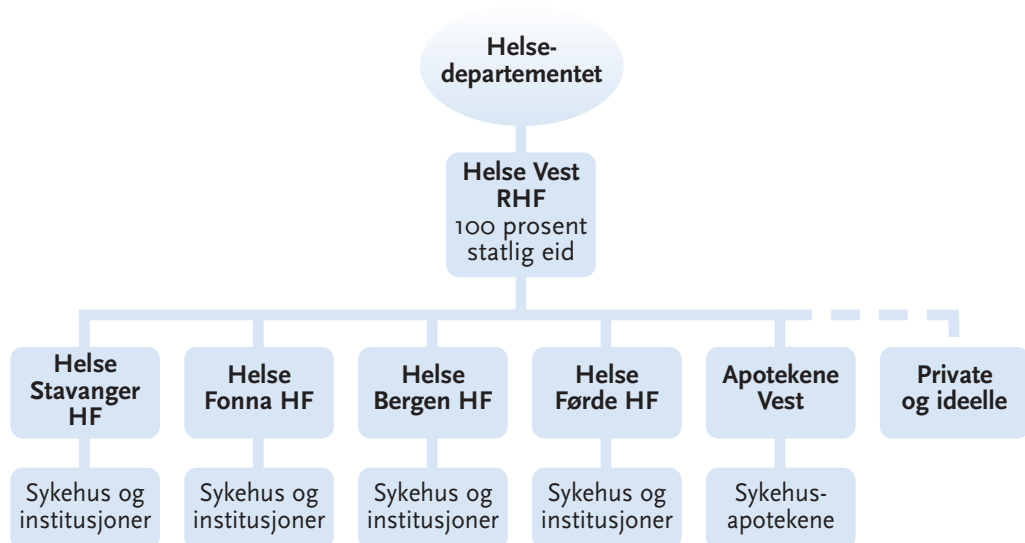 Helse-
departementet
Helse Vest
RHF
100 prosent
statlig eid
Helse
Stavanger
HF
Helse
Fonna HF
Helse
Bergen HF
Helse
Førde HF
Apotekene
Vest
Private
og ideelle
Sykehus og
institusjoner
Sykehus og
institusjoner
Sykehus og
institusjoner
Sykehus og
institusjoner
Sykehus-
apotekene